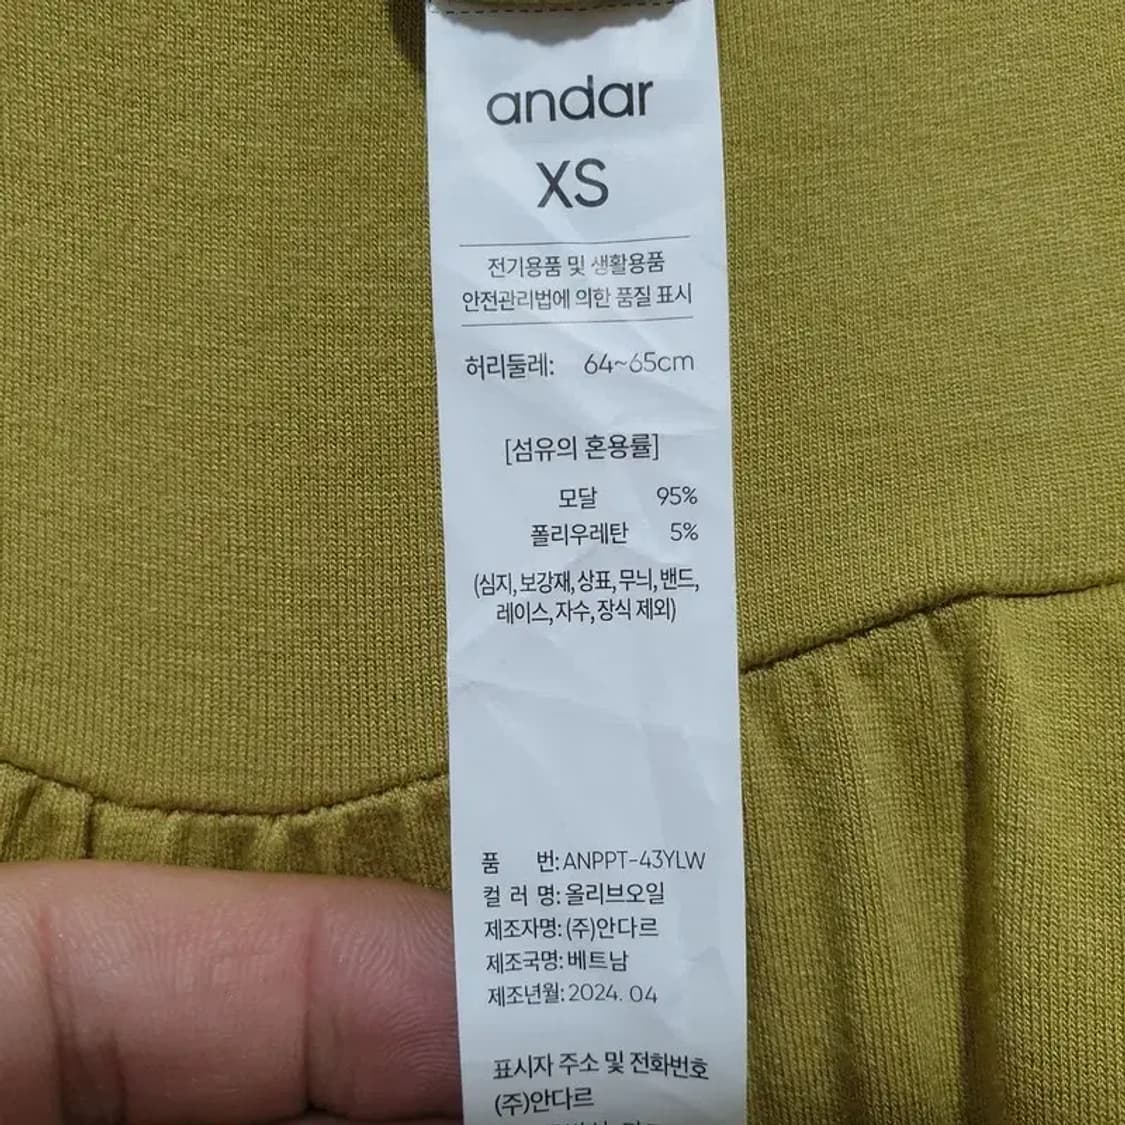 andar
XS
전기용품 및 생활용품
안전관리법에 의한 품질 표시
허리둘레: 64~65cm
[섬유의 혼용률]
모달 95%
폴리우레탄 5%
(심지,보강재,상표,무늬,밴드,
레이스,자수,장식 제외)
품 번:ANPPT-43YLW
컬 러 명:올리브오일
제조자명:(주)안다르
제조국명:베트남
제조년월:2024. 04
표시자 주소 및 전화번호
(주)안다르